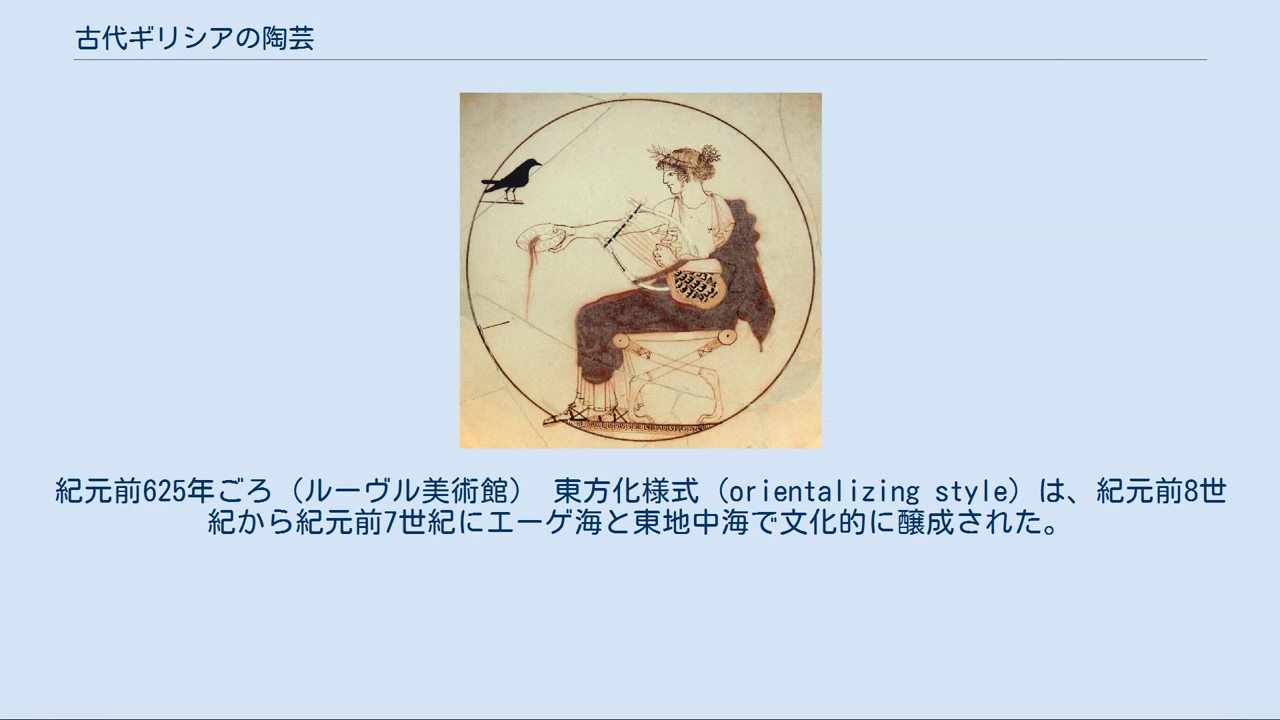 古代ギリシアの陶芸
紀元前625年ごろ（ルーヴル美術館） 東方化様式（orientalizing style）は、紀元前8世
紀から紀元前7世紀にエーゲ海と東地中海で文化的に醸成された。